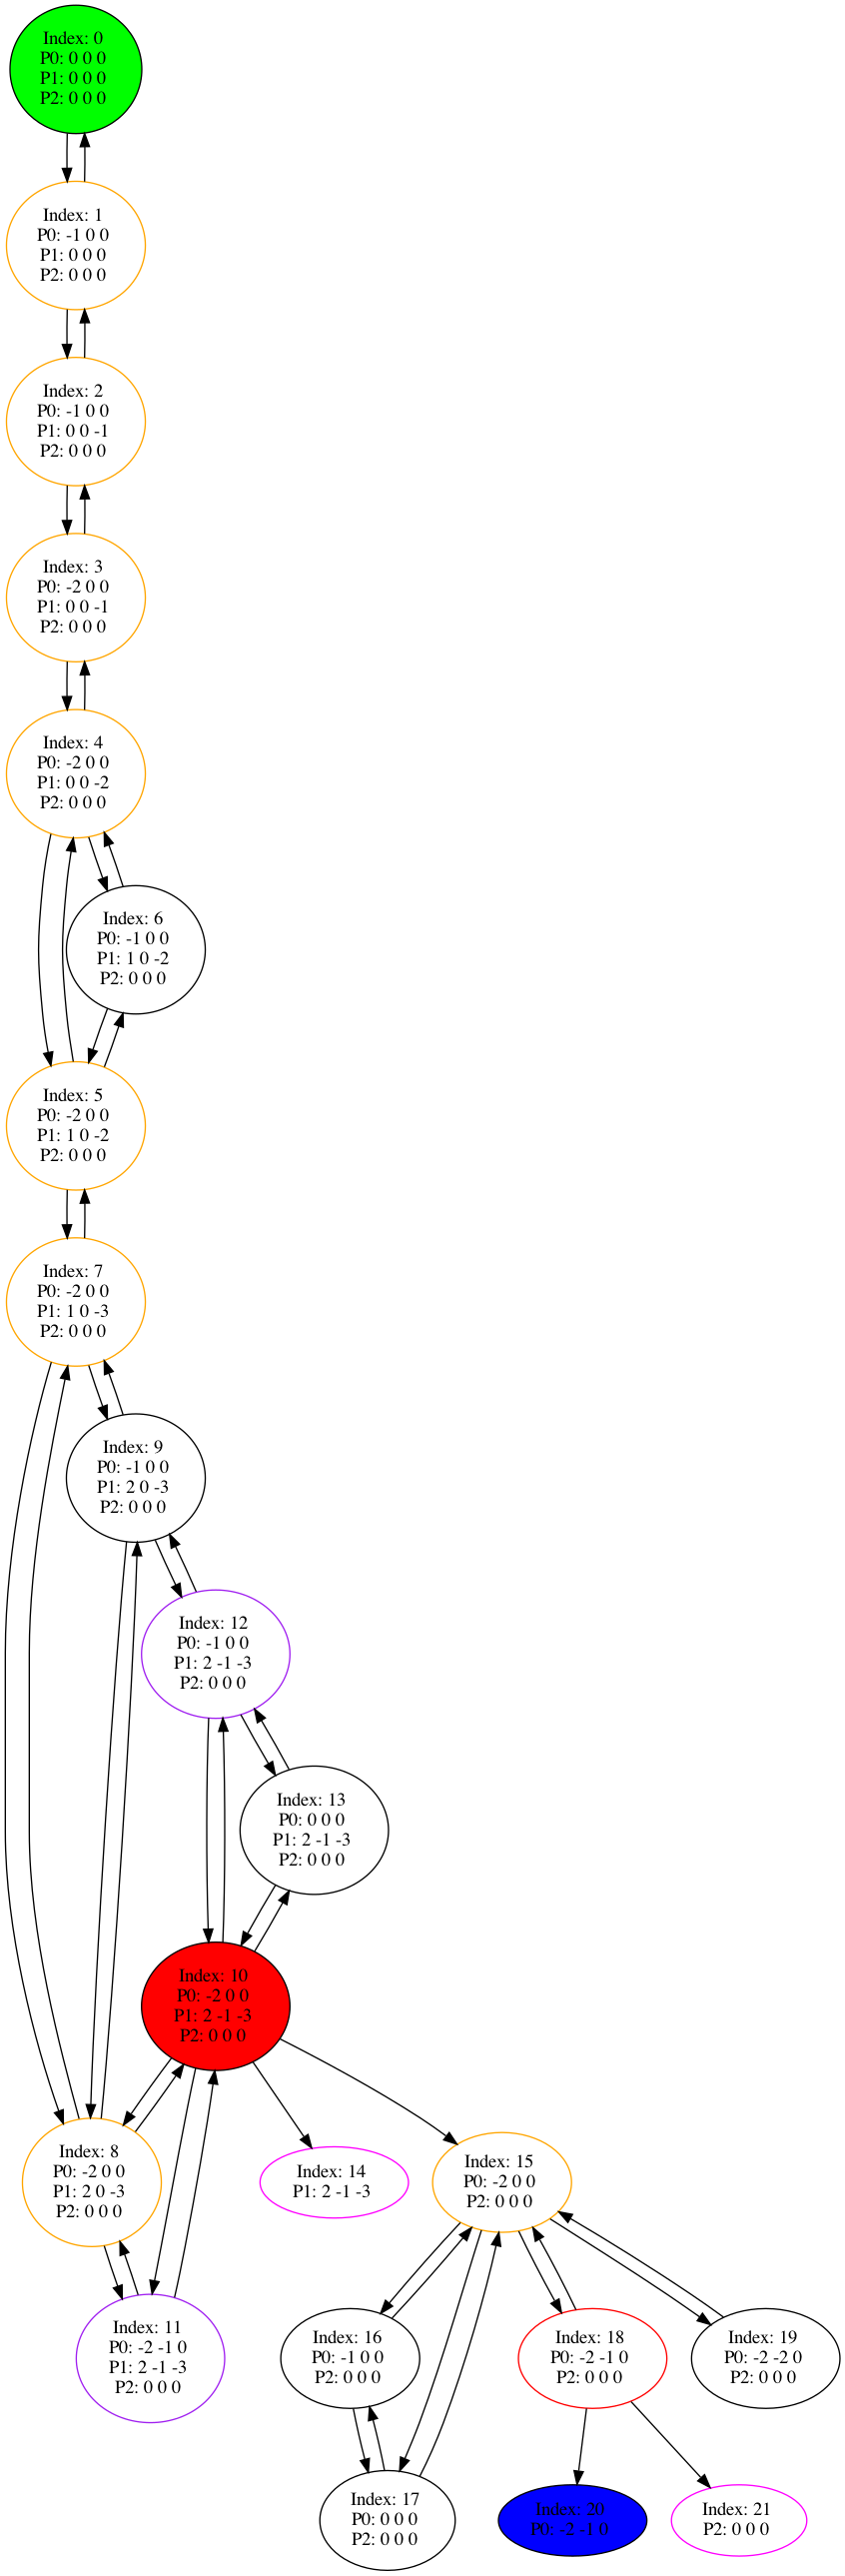 Index: 0
P0: 0 0 0
P1: 0 0 0
P2: 0 0 0
Index: 1
P0: -1 0 0
P1: 0 0 0
P2: 0 0 0
Index: 2
P0: -1 0 0
P1: 0 0 -1
P2: 0 0 0
Index: 3
P0: -2 0 0
P1: 0 0 -1
P2: 0 0 0
Index: 4
P0: -2 0 0
P1: 0 0 -2
P2: 0 0 0
Index: 6
P0: -1 0 0
P1: 1 0 -2
P2: 0 0 0
Index: 5
P0: -2 0 0
P1: 1 0 -2
P2: 0 0 0
Index: 7
P0: -2 0 0
P1: 1 0 -3
P2: 0 0 0
Index: 9
P0: -1 0 0
P1: 2 0 -3
P2: 0 0 0
Index: 12
P0: -1 0 0
P1: 2 -1 -3
P2: 0 0 0
Index: 13
P0: 0 0 0
P1: 2 -1 -3
P2: 0 0 0
Index: 10
P0: -2 0 0
P1: 2 -1 -3
P2: 0 0 0
Index: 8
P0: -2 0 0
P1: 2 0 -3
P2: 0 0 0
Index: 14
P1: 2 -1 -3
Index: 15
P0: -2 0 0
P2: 0 0 0
Index: 11
P0: -2 -1 0
P1: 2 -1 -3
P2: 0 0 0
Index: 16
P0: -1 0 0
P2: 0 0 0
Index: 18
P0: -2 -1 0
P2: 0 0 0
Index: 19
P0: -2 -2 0
P2: 0 0 0
Index: 17
P0: 0 0 0
P2: 0 0 0
Index: 20
P0: -2 -1 0
Index: 21
P2: 0 0 0